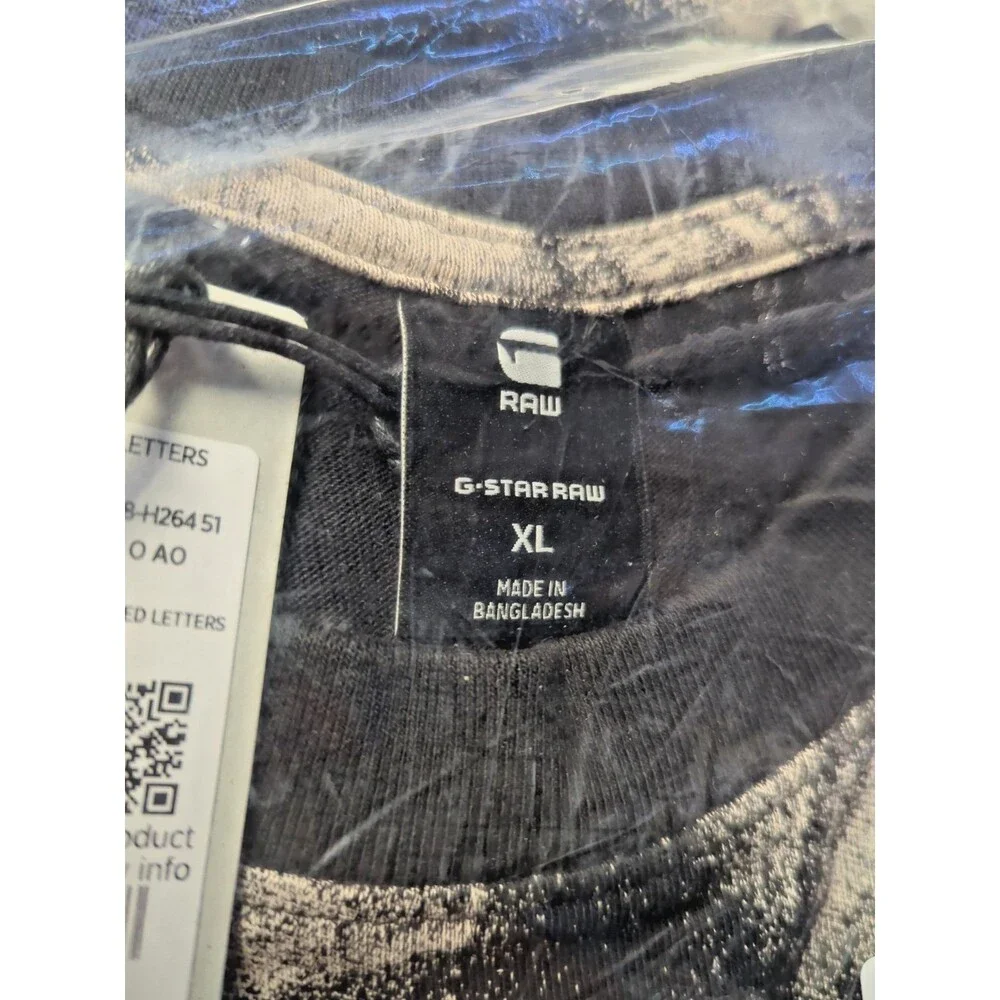 RAW
G-STAR RAW
XL
MADE IN
BANGLADESH
LETTERS
8-H264 51
O AO
ED LETTERS
oduct
info